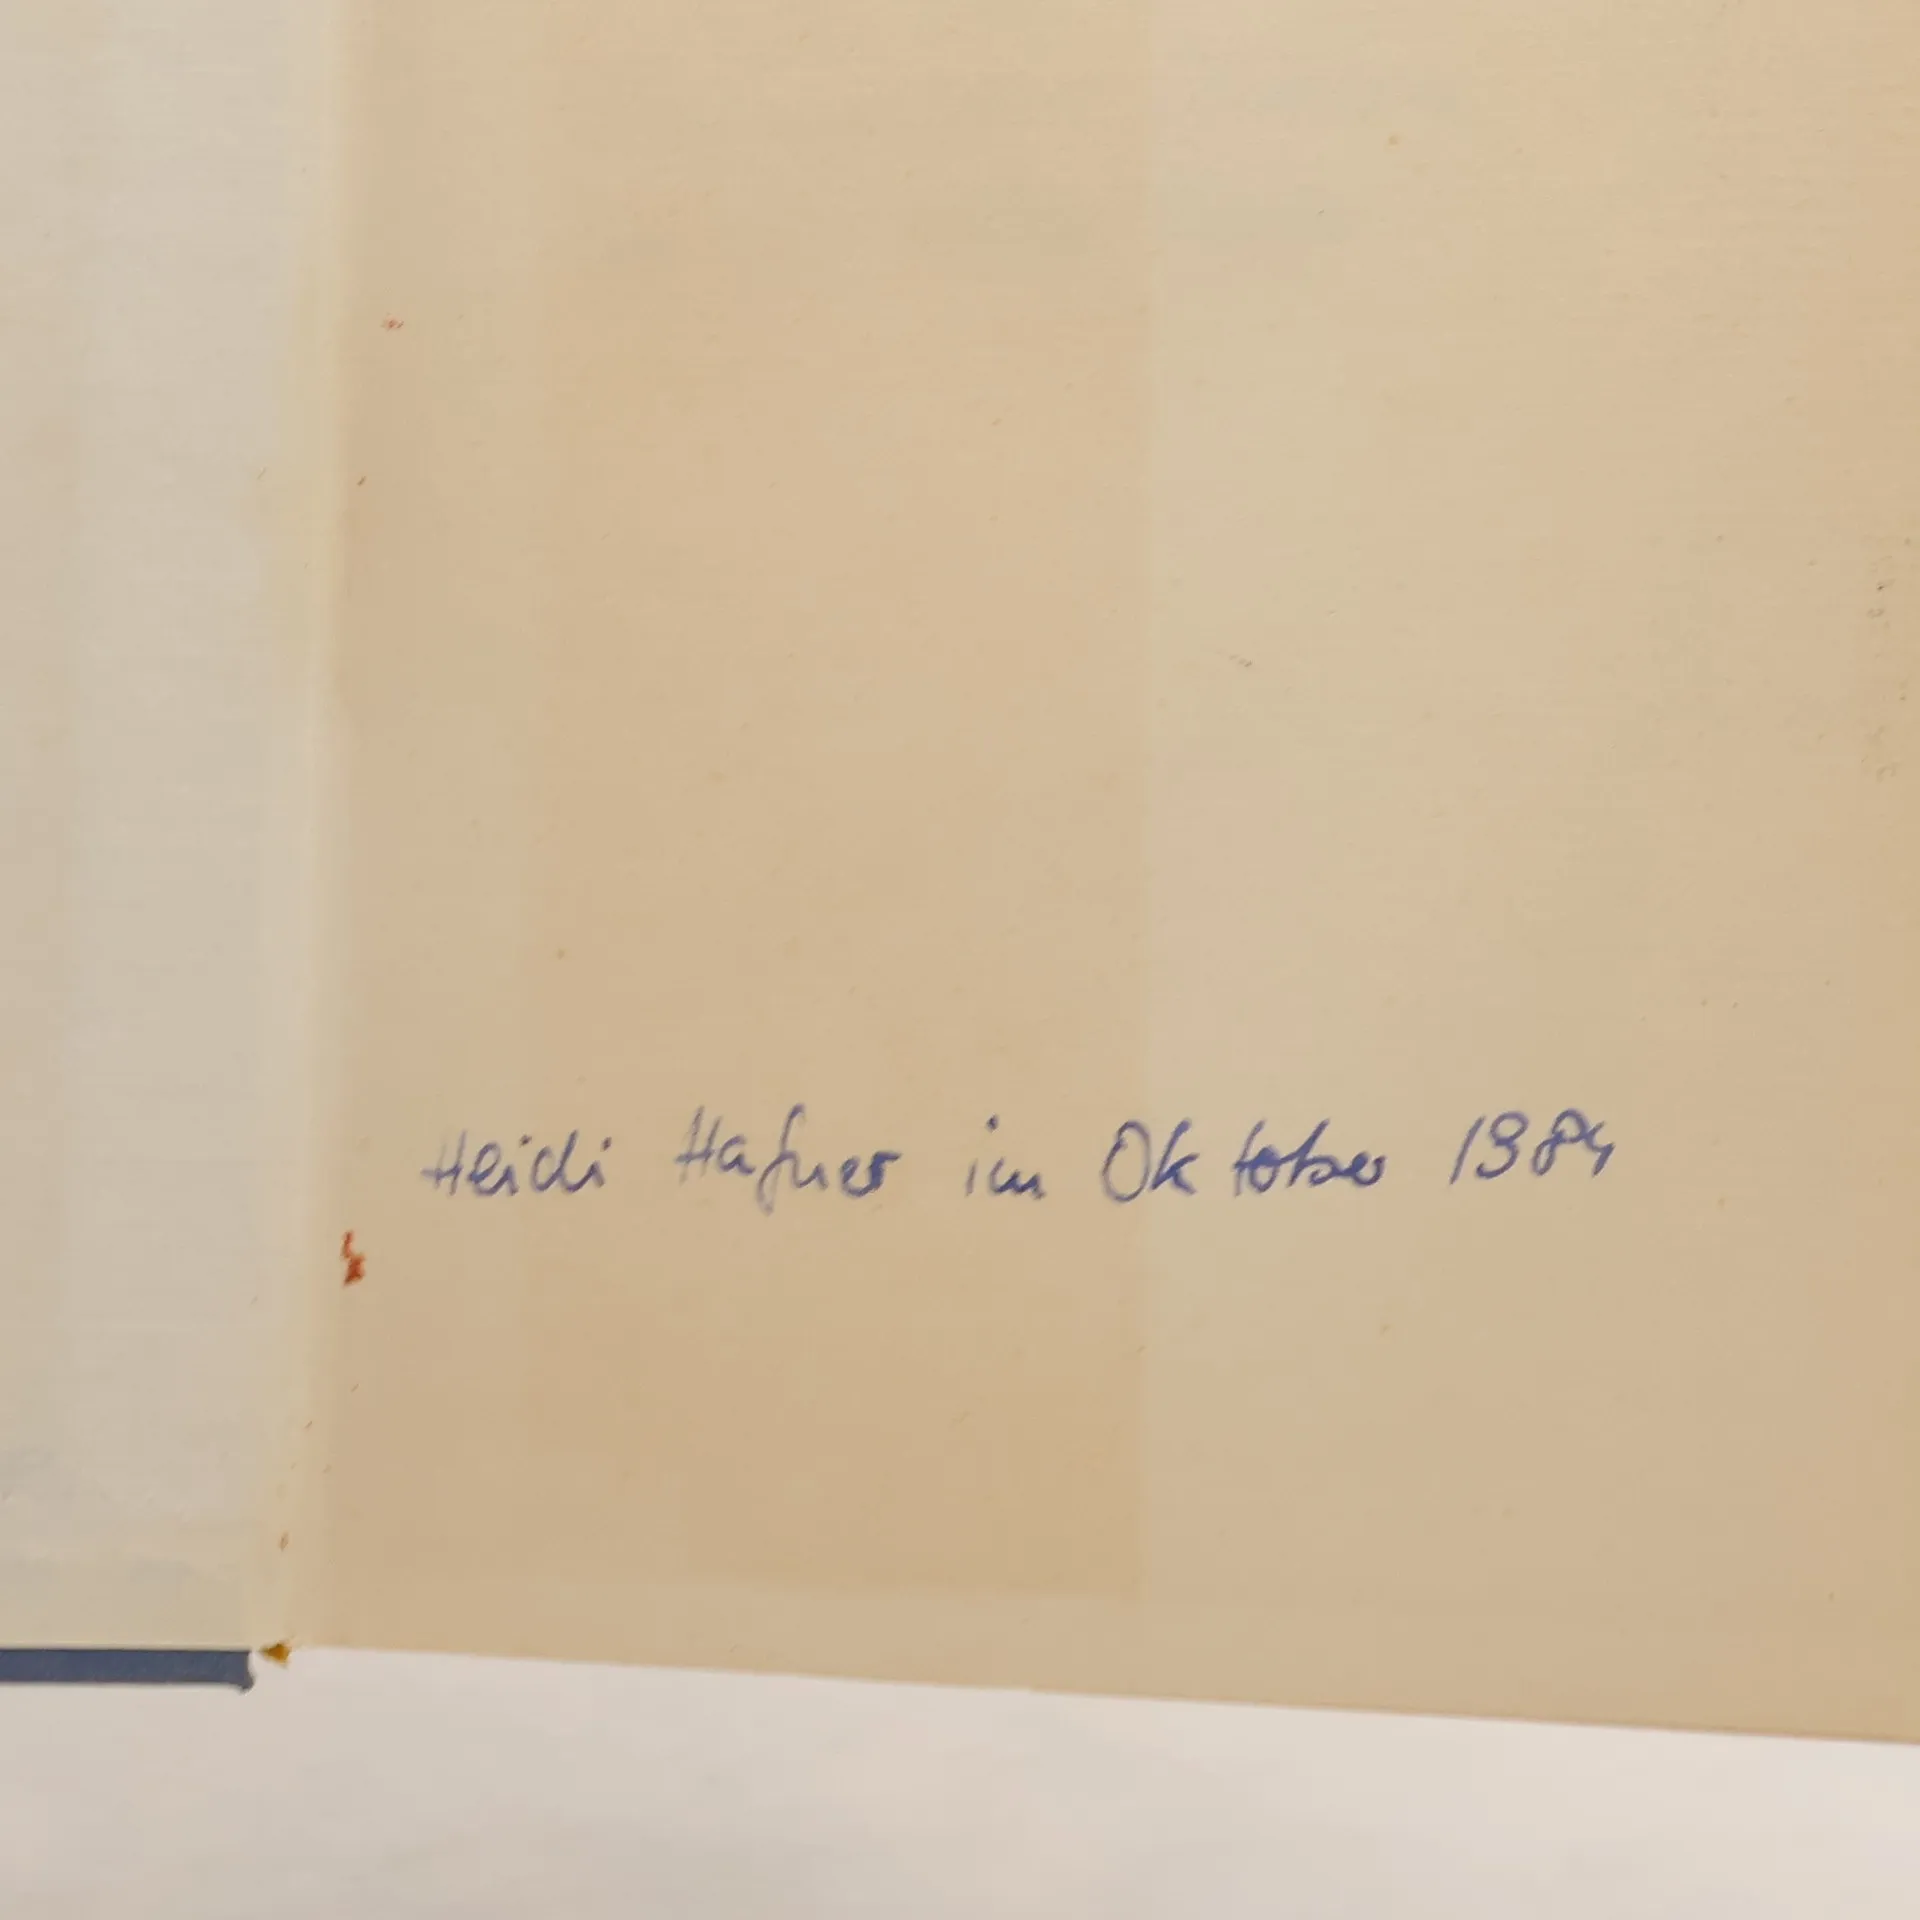 Heidi Hafner im Oktober 1984